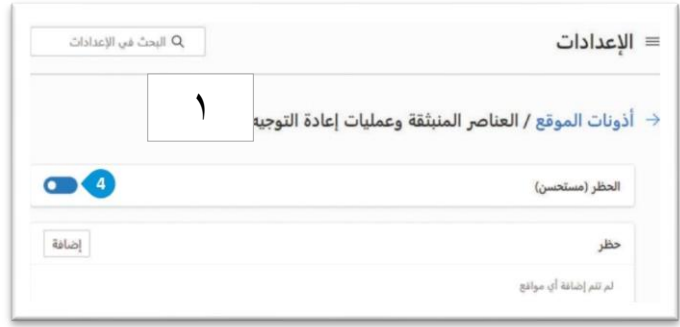 الإعدادات
البحث في الإعدادات
١
أذونات الموقع / العناصر المنبثقة وعمليات إعادة التوجيه
الحظر (مستحسن)
4
حظر
إضافة
لم تتم إضافة أي مواقع